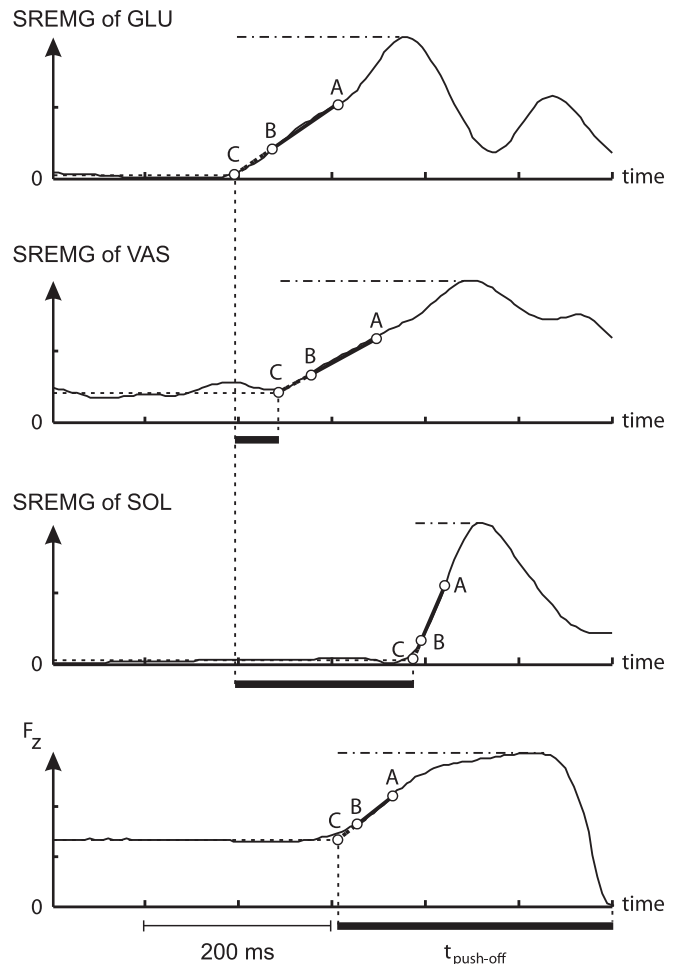 SREMG of GLU
A
B
C
0
time
SREMG of VAS
A
B
C
0
time
SREMG of SOL
A
B
C
0
time
Fz
A
B
C
0
time
200 ms
tpush-off